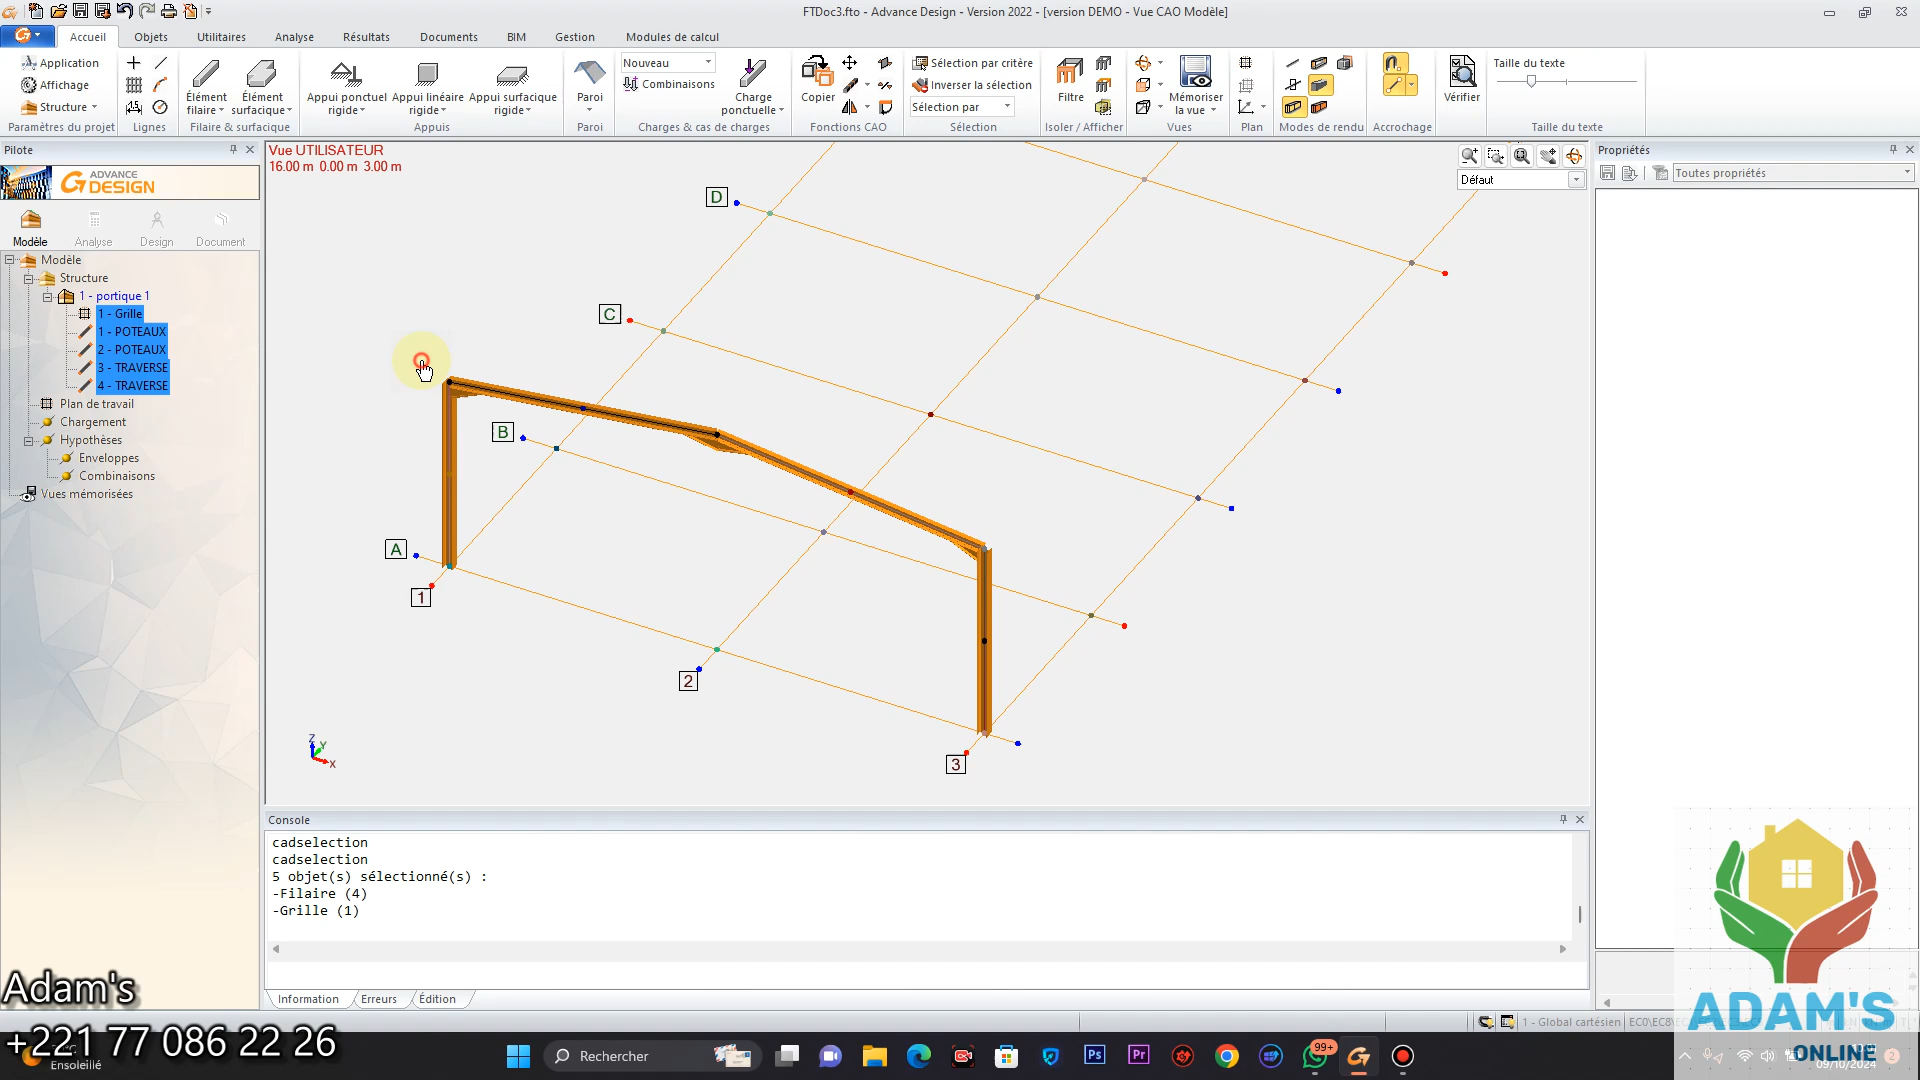 FTDoc3.fto - Advance Design - Version 2022 - [version DEMO - Vue CAO Modèle]
Accueil
Objets
Utilitaires
Analyse
Résultats
Documents
BIM
Gestion
Modules de calcul
Application
Affichage
Structure
Paramètres du projet
Lignes
Élément filaire
Élément surfacique
Filaire & surfacique
Appui ponctuel rigide
Appui linéaire rigide
Appui surfacique rigide
Appuis
Paroi
Paroi
Nouveau
Combinaisons
Charge ponctuelle
Charges & cas de charges
Copier
Fonctions CAO
Sélection par critère
Inverser la sélection
Sélection par
Sélection
Filtre
Isoler / Afficher
Mémoriser la vue
Vues
Plan
Modes de rendu
Accrochage
Vérifier
Taille du texte
Taille du texte
Pilote
ADVANCE
DESIGN
Modèle
Analyse
Design
Document
Modèle
Structure
1 - portique 1
1 - Grille
1 - POTEAUX
2 - POTEAUX
3 - TRAVERSE
4 - TRAVERSE
Plan de travail
Chargement
Hypothèses
Enveloppes
Combinaisons
Vues mémorisées
Vue UTILISATEUR
16.00 m 0.00 m 3.00 m
Défaut
D
C
B
A
1
2
3
Z
Y
X
Propriétés
Toutes propriétés
Console
cadselection
cadselection
5 objet(s) sélectionné(s) :
-Filaire (4)
-Grille (1)
Information
Erreurs
Édition
1 - Global cartésien
Adam's
+221 77 086 22 26
Ensoleillé
Rechercher
Ps
Pr
99+
09/10/2024
2
ADAM'S
ONLINE